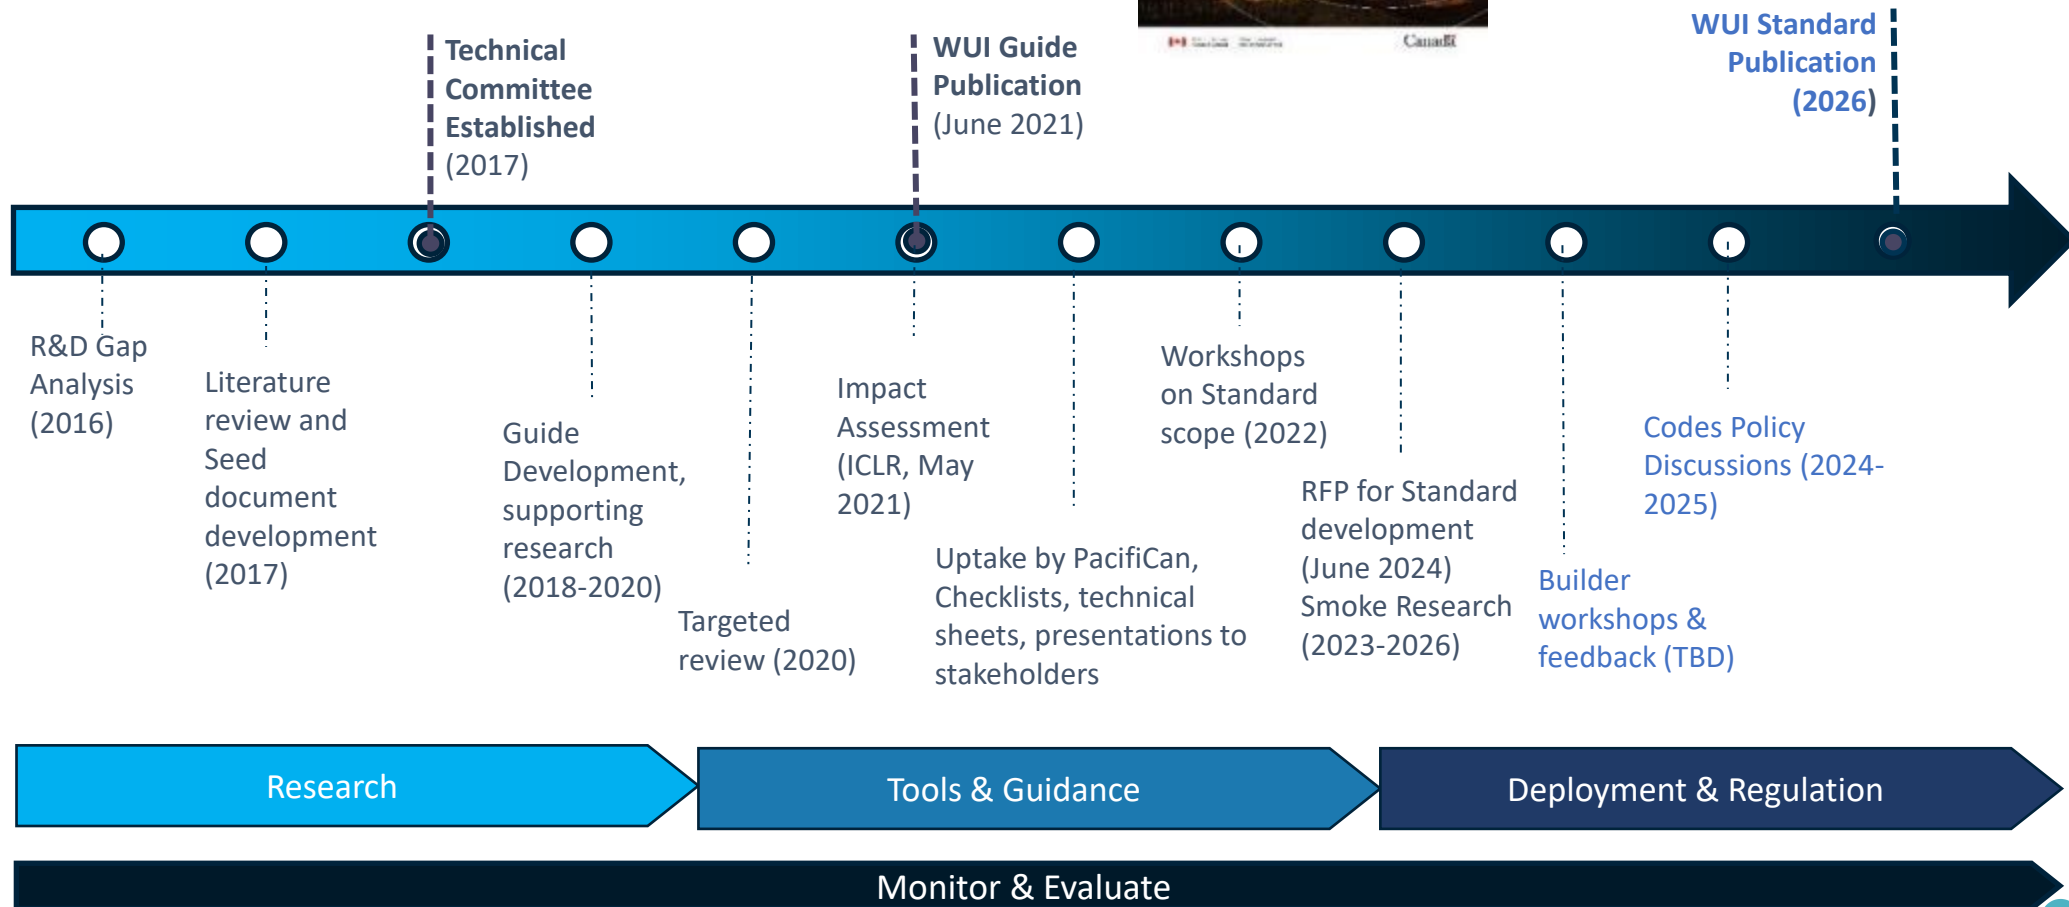 Technical
Committee
Established
(2017)
WUI Guide
Publication
(June 2021)
Canada
WUI Standard
Publication
(2026)
R&D Gap
Analysis
(2016)
Literature
review and
Seed
document
development
(2017)
Guide
Development,
supporting
research
(2018-2020)
Targeted
review (2020)
Impact
Assessment
(ICLR, May
2021)
Uptake by PacifiCan,
Checklists, technical
sheets, presentations to
stakeholders
Workshops
on Standard
scope (2022)
RFP for Standard
development
(June 2024)
Smoke Research
(2023-2026)
Builder
workshops &
feedback (TBD)
Codes Policy
Discussions (2024-
2025)
Research
Tools & Guidance
Deployment & Regulation
Monitor & Evaluate